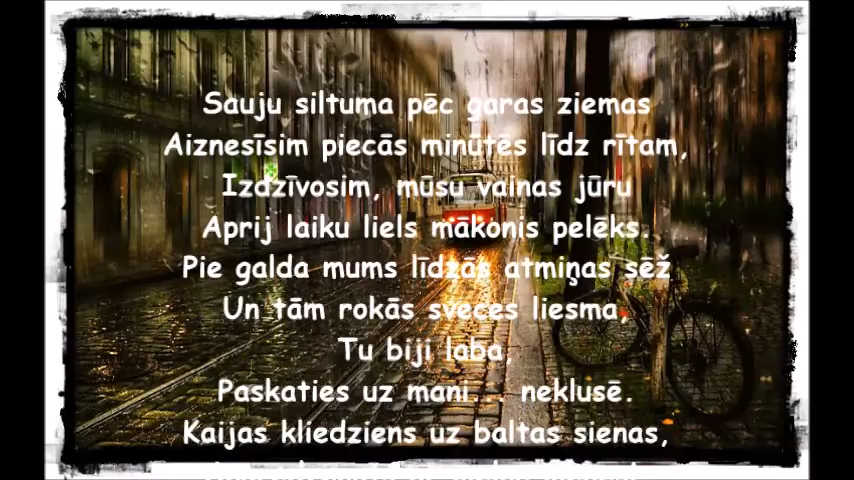 Sauju siltuma pēc garas ziemas
Aiznesīsim piecās minūtēs līdz rītam,
Izdzīvosim, mūsu vainas jūru
Aprij laiku liels mākonis pelēks.
Pie galda mums līdzās atmiņas sēž
Un tām rokās sveces liesma,
Tu biji laba,
Paskaties uz mani... neklusē.
Kaijas kliedziens uz baltas sienas,